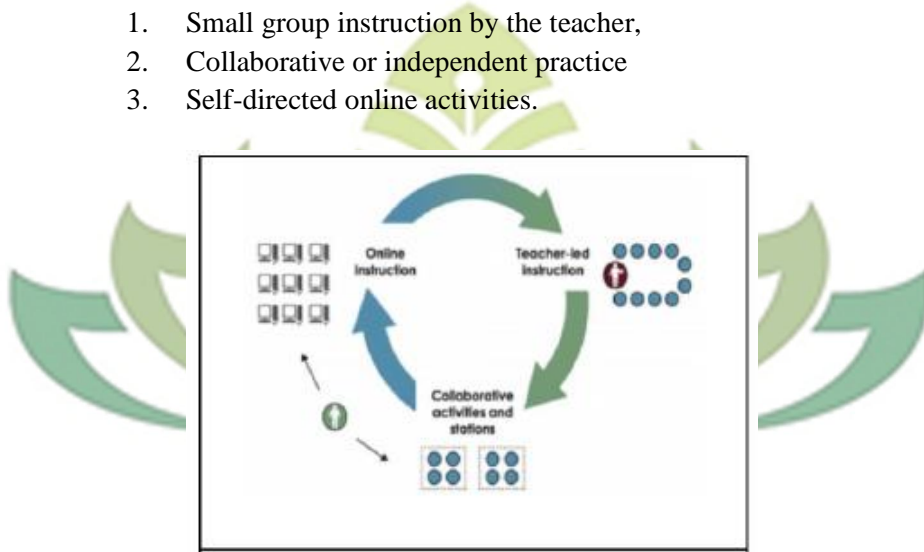 1. Small group instruction by the teacher,
2. Collaborative or independent practice
3. Self-directed online activities.
Online
Instruction
Teacher-led
Instruction
Collaborative
activities and
stations